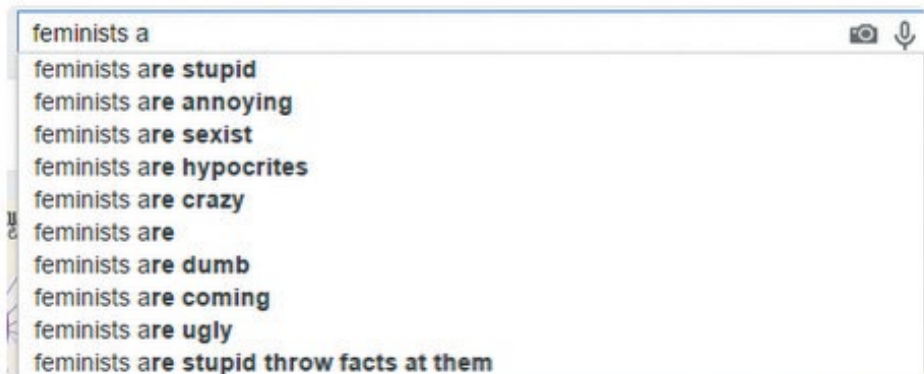 feminists a
feminists are stupid
feminists are annoying
feminists are sexist
feminists are hypocrites
feminists are crazy
feminists are
feminists are dumb
feminists are coming
feminists are ugly
feminists are stupid throw facts at them